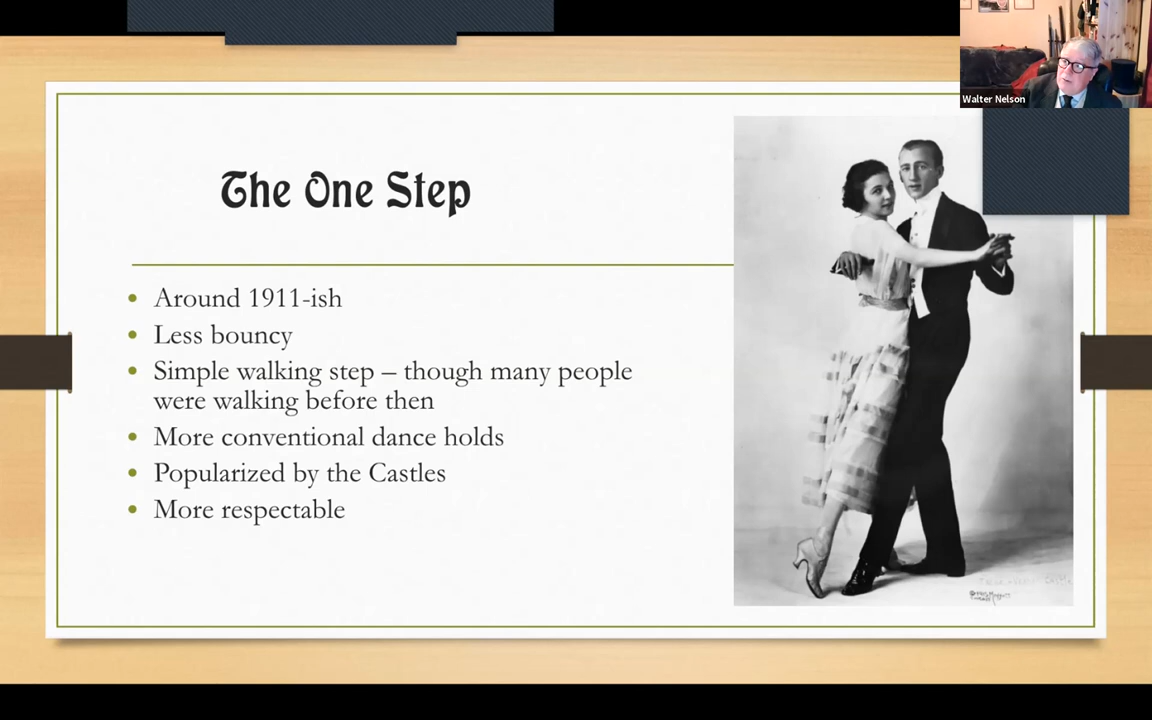 Walter Nelson
The One Step
Around 1911-ish
Less bouncy
Simple walking step – though many people
were walking before then
More conventional dance holds
Popularized by the Castles
More respectable